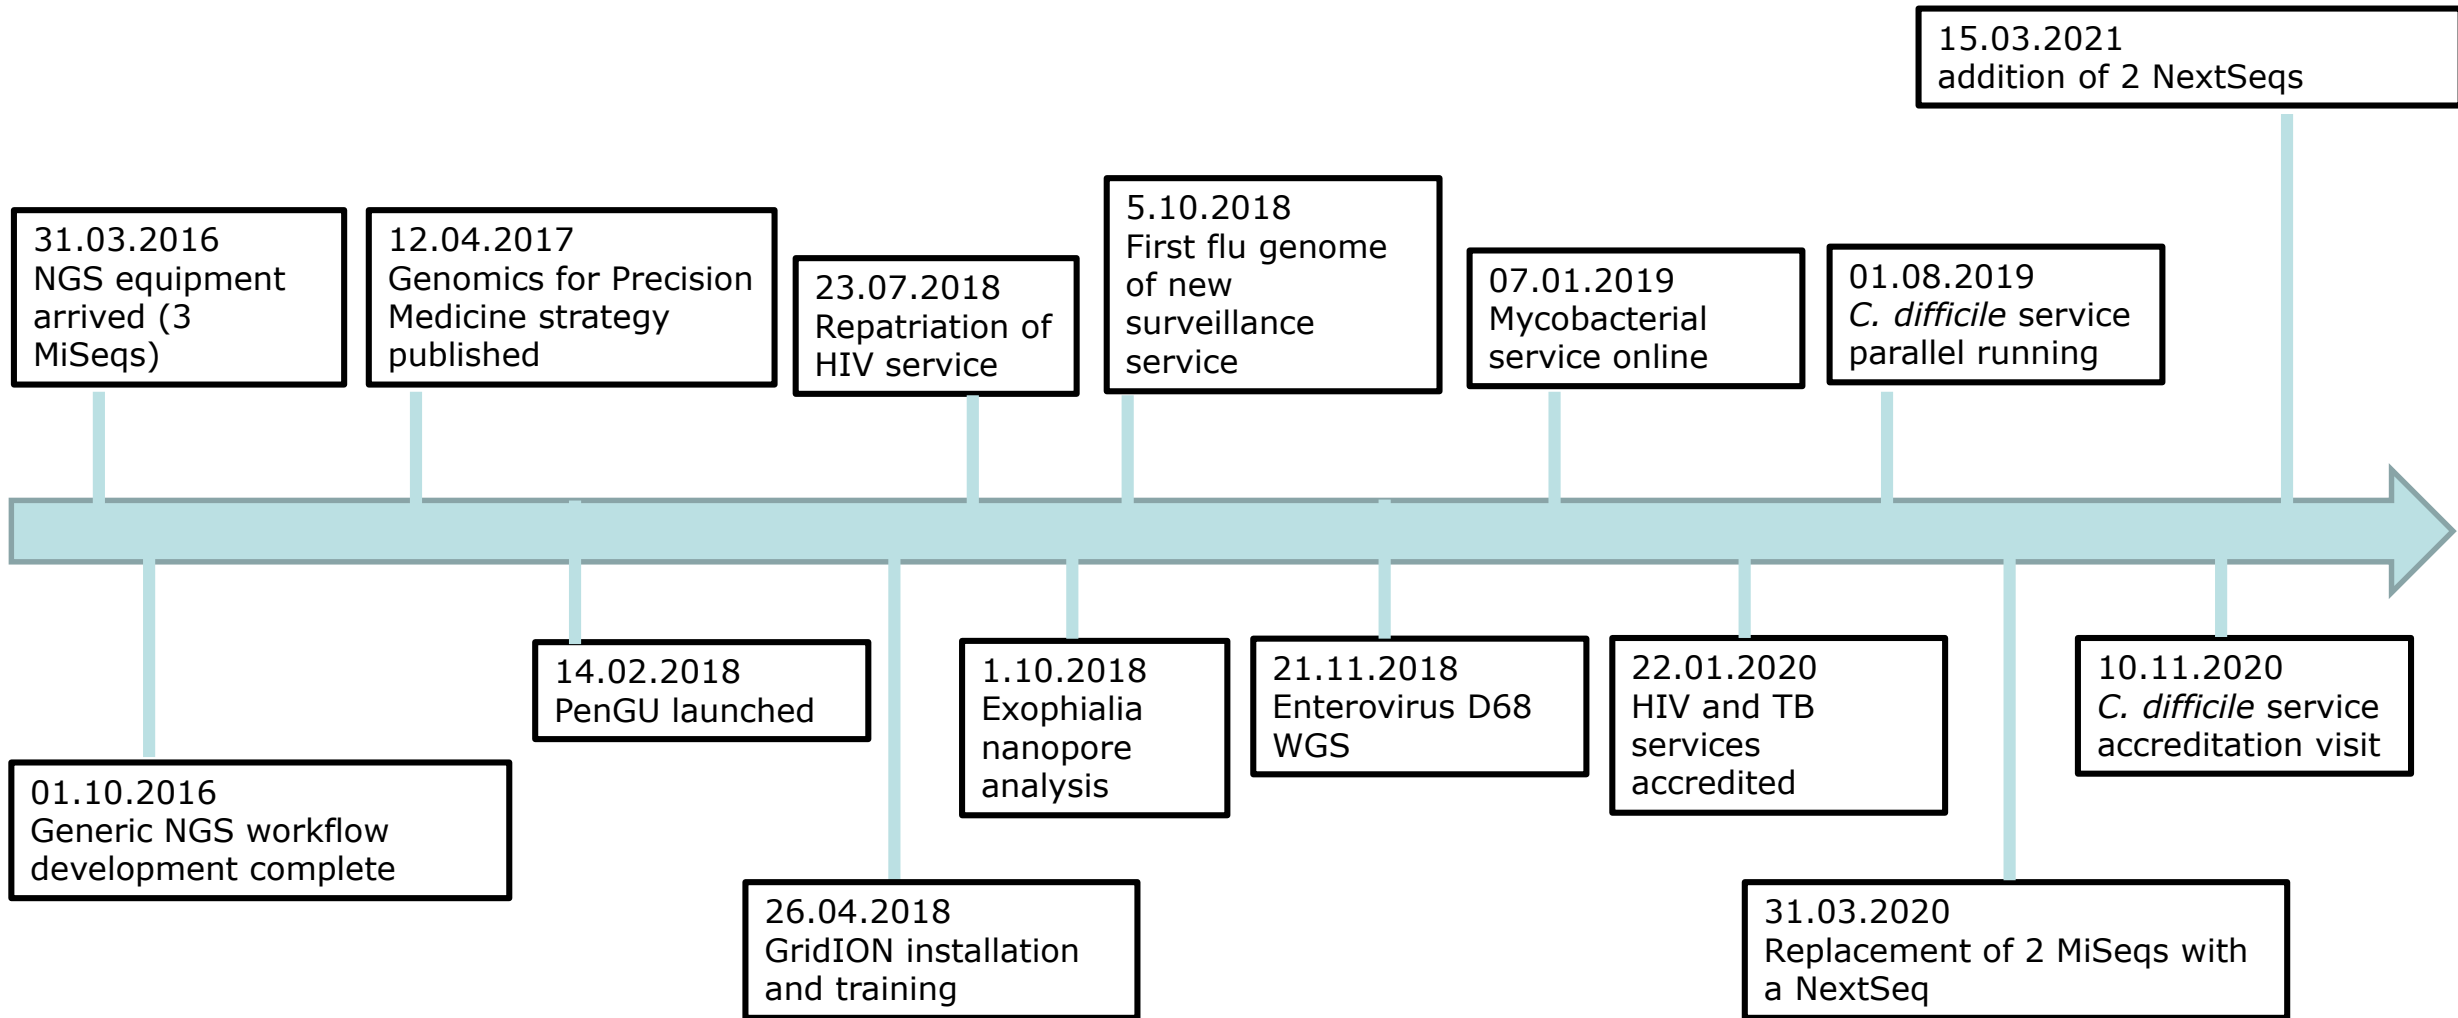 15.03.2021
addition of 2 NextSeqs
31.03.2016
NGS equipment
arrived (3
MiSeqs)
12.04.2017
Genomics for Precision
Medicine strategy
published
23.07.2018
Repatriation of
HIV service
5.10.2018
First flu genome
of new
surveillance
service
07.01.2019
Mycobacterial
service online
01.08.2019
C. difficile service
parallel running
01.10.2016
Generic NGS workflow
development complete
14.02.2018
PenGU launched
26.04.2018
GridION installation
and training
1.10.2018
Exophialia
nanopore
analysis
21.11.2018
Enterovirus D68
WGS
22.01.2020
HIV and TB
services
accredited
31.03.2020
Replacement of 2 MiSeqs with
a NextSeq
10.11.2020
C. difficile service
accreditation visit